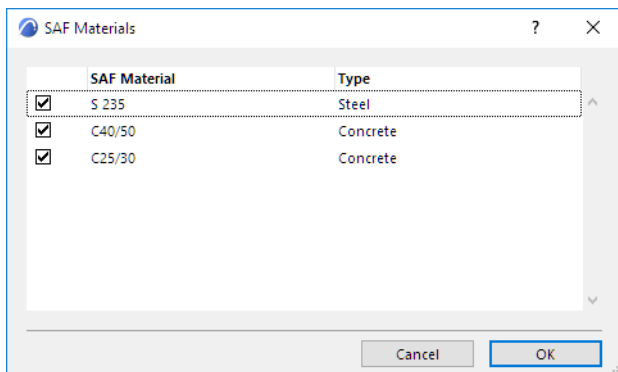 SAF Materials ?
SAF Material Type
S 235 Steel
C40/50 Concrete
C25/30 Concrete
Cancel OK